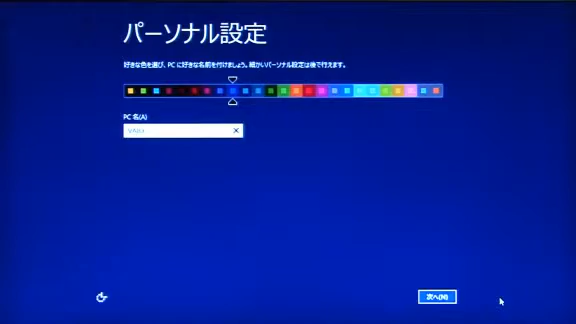 パーソナル設定
好きな色を選び、PC に好きな名前を付けましょう。細かいパーソナル設定は後で行えます。
PC 名(A)
VAIO
次へ(N)